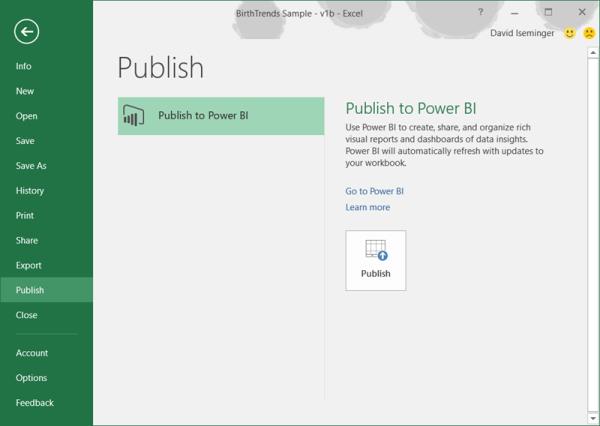 BirthTrends Sample - v1b - Excel
?
David Iseminger
Info
New
Open
Save
Save As
History
Print
Share
Export
Publish
Close
Account
Options
Feedback
Publish
Publish to Power BI
Publish to Power BI
Use Power BI to create, share, and organize rich
visual reports and dashboards of data insights.
Power BI will automatically refresh with updates to
your workbook.
Go to Power BI
Learn more
Publish